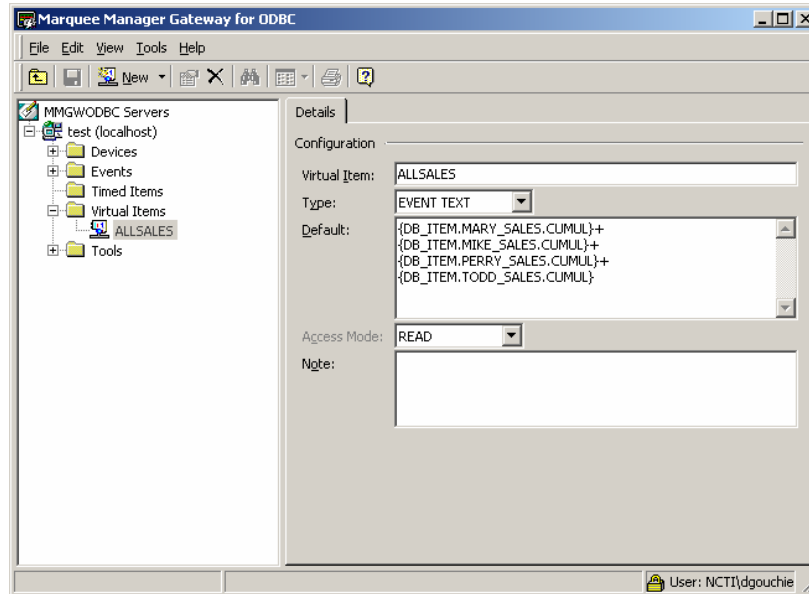 Marquee Manager Gateway for ODBC
File Edit View Tools Help
New
MMGWODBC Servers
test (localhost)
Devices
Events
Timed Items
Virtual Items
ALLSALES
Tools
Details
Configuration
Virtual Item: ALLSALES
Type: EVENT TEXT
Default: {DB_ITEM.MARY_SALES.CUMUL}+
{DB_ITEM.MIKE_SALES.CUMUL}+
{DB_ITEM.PERRY_SALES.CUMUL}+
{DB_ITEM.TODD_SALES.CUMUL}
Access Mode: READ
Note:
User: NCTI\dgouchie